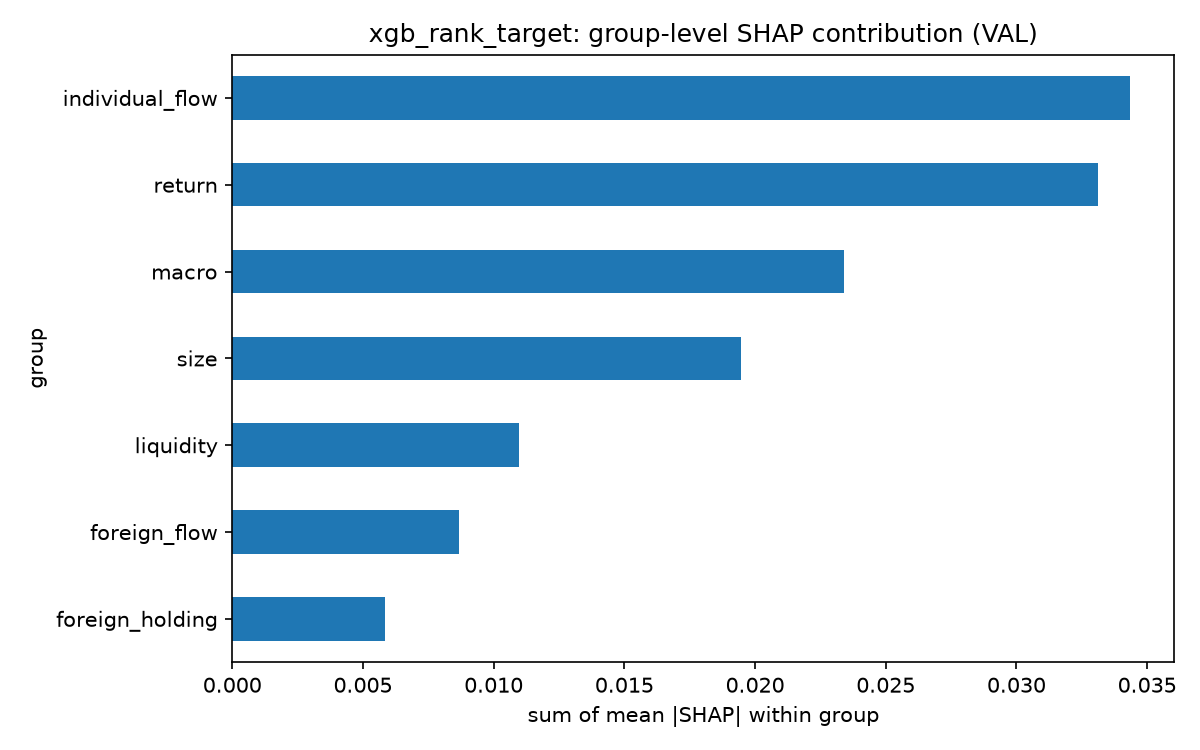 xgb_rank_target: group-level SHAP contribution (VAL)
individual_flow
return
macro
size
liquidity
foreign_flow
foreign_holding
group
0.000 0.005 0.010 0.015 0.020 0.025 0.030 0.035
sum of mean |SHAP| within group